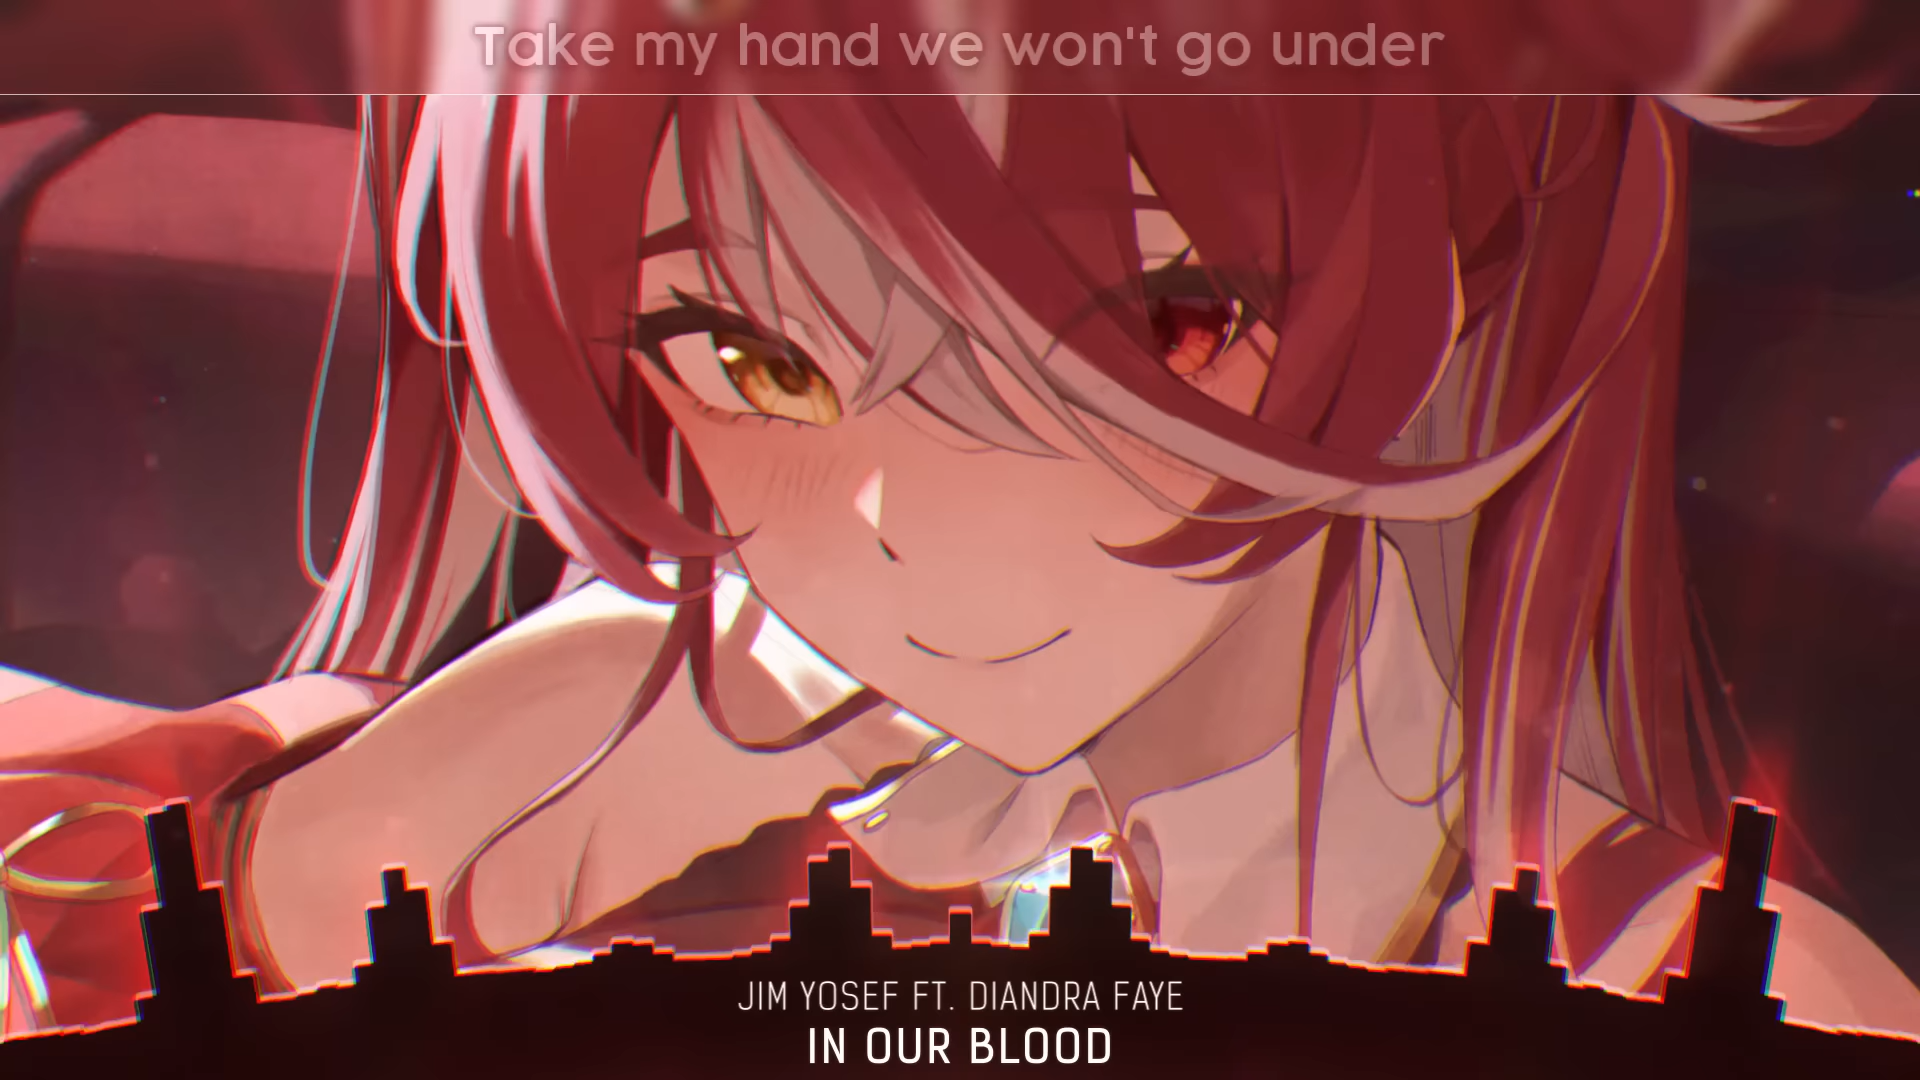 Take my hand we won't go under
JIM YOSEF FT. DIANDRA FAYE
IN OUR BLOOD